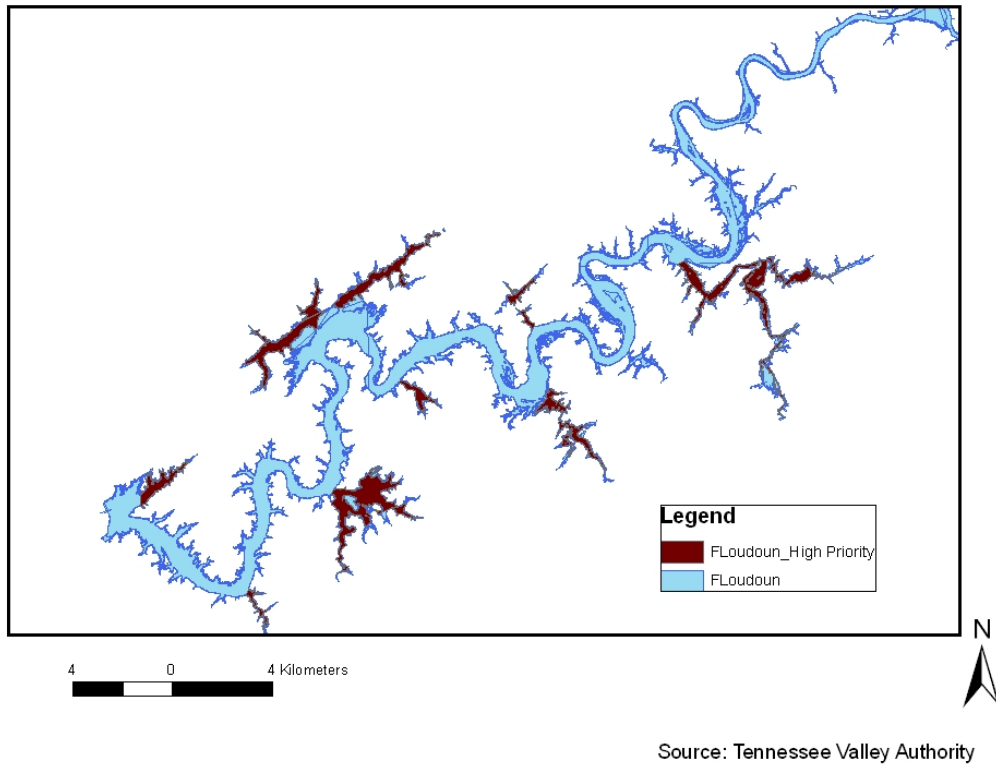 Legend
FLoudoun_High Priority
FLoudoun
N
4 0 4 Kilometers
Source: Tennessee Valley Authority